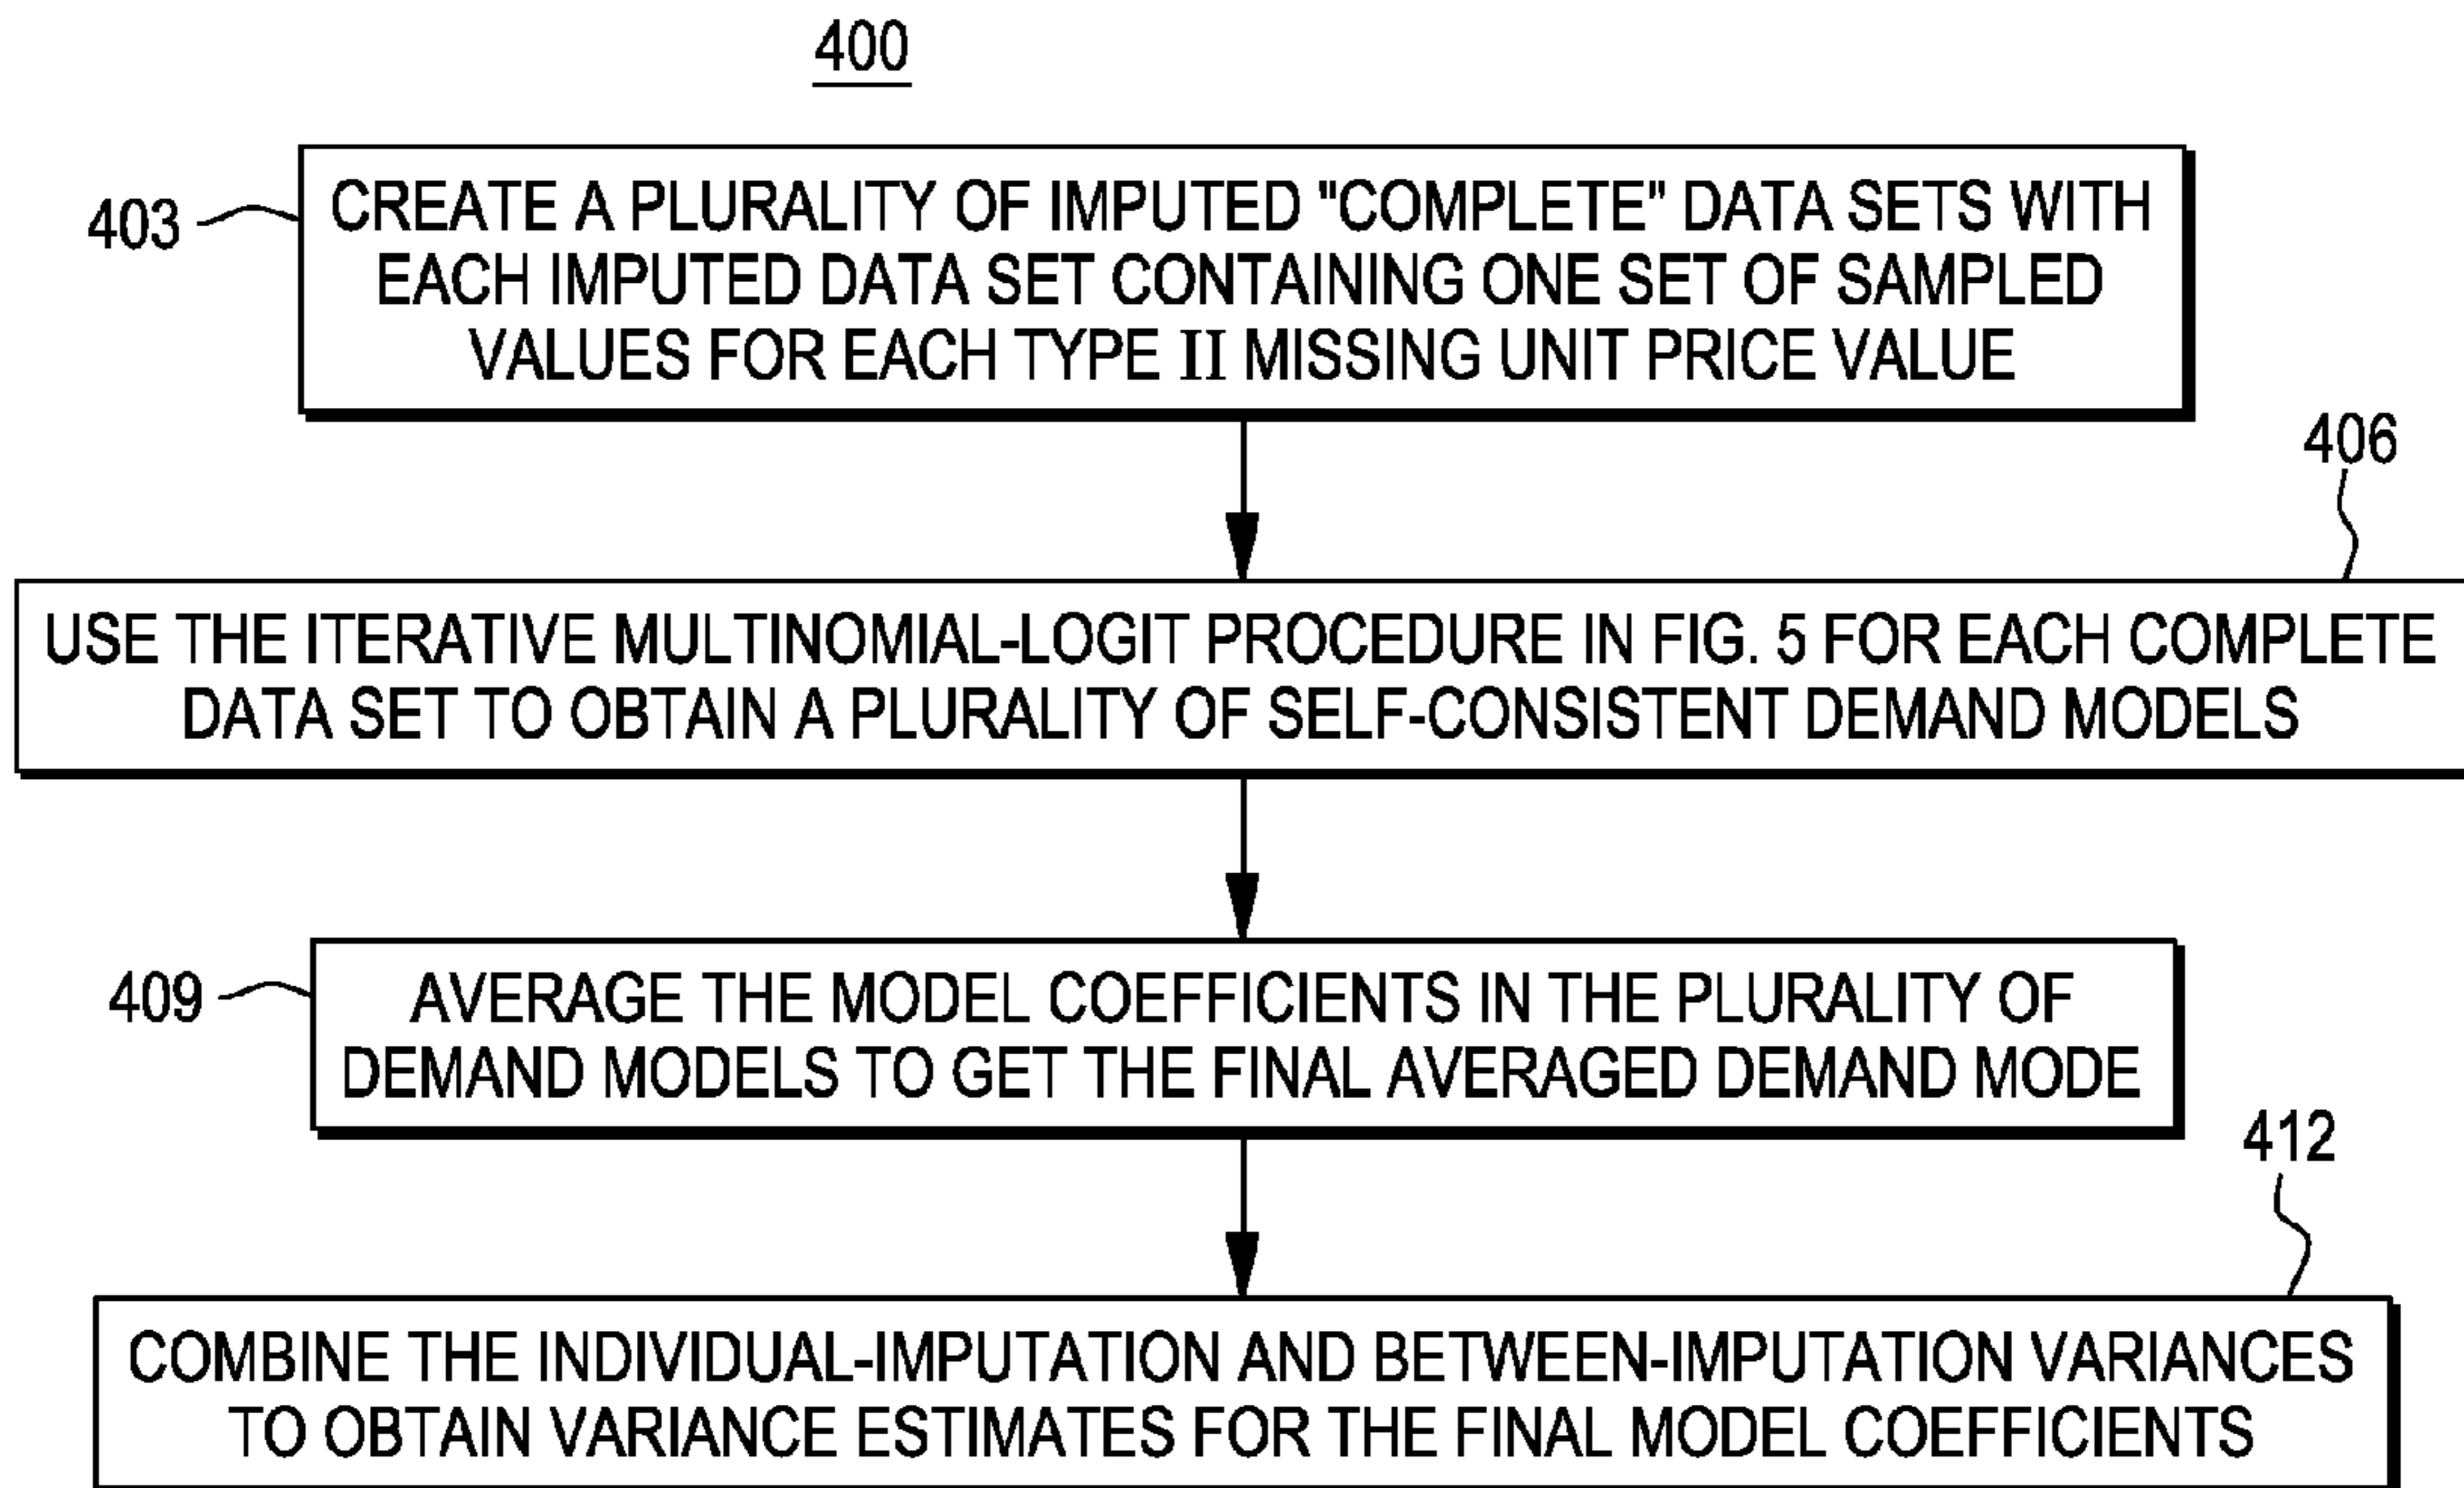 400
403
CREATE A PLURALITY OF IMPUTED "COMPLETE" DATA SETS WITH
EACH IMPUTED DATA SET CONTAINING ONE SET OF SAMPLED
VALUES FOR EACH TYPE II MISSING UNIT PRICE VALUE
406
USE THE ITERATIVE MULTINOMIAL-LOGIT PROCEDURE IN FIG. 5 FOR EACH COMPLETE
DATA SET TO OBTAIN A PLURALITY OF SELF-CONSISTENT DEMAND MODELS
409
AVERAGE THE MODEL COEFFICIENTS IN THE PLURALITY OF
DEMAND MODELS TO GET THE FINAL AVERAGED DEMAND MODE
412
COMBINE THE INDIVIDUAL-IMPUTATION AND BETWEEN-IMPUTATION VARIANCES
TO OBTAIN VARIANCE ESTIMATES FOR THE FINAL MODEL COEFFICIENTS